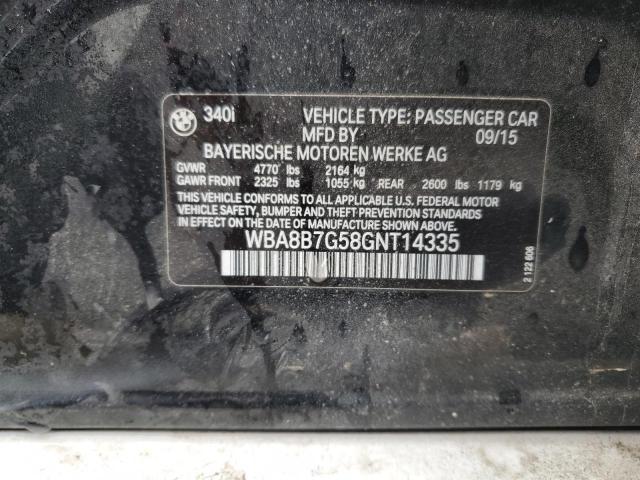 340i VEHICLE TYPE: PASSENGER CAR
MFD BY 09/15
BAYERISCHE MOTOREN WERKE AG
GVWR 4770 lbs 2164 kg
GAWR FRONT 2325 lbs 1055 kg REAR 2600 lbs 1179 kg
THIS VEHICLE CONFORMS TO ALL APPLICABLE U.S. FEDERAL MOTOR
VEHICLE SAFETY, BUMPER AND THEFT PREVENTION STANDARDS
IN EFFECT ON THE DATE OF MANUFACTURE SHOWN ABOVE.
WBA8B7G58GNT14335
2 122 606